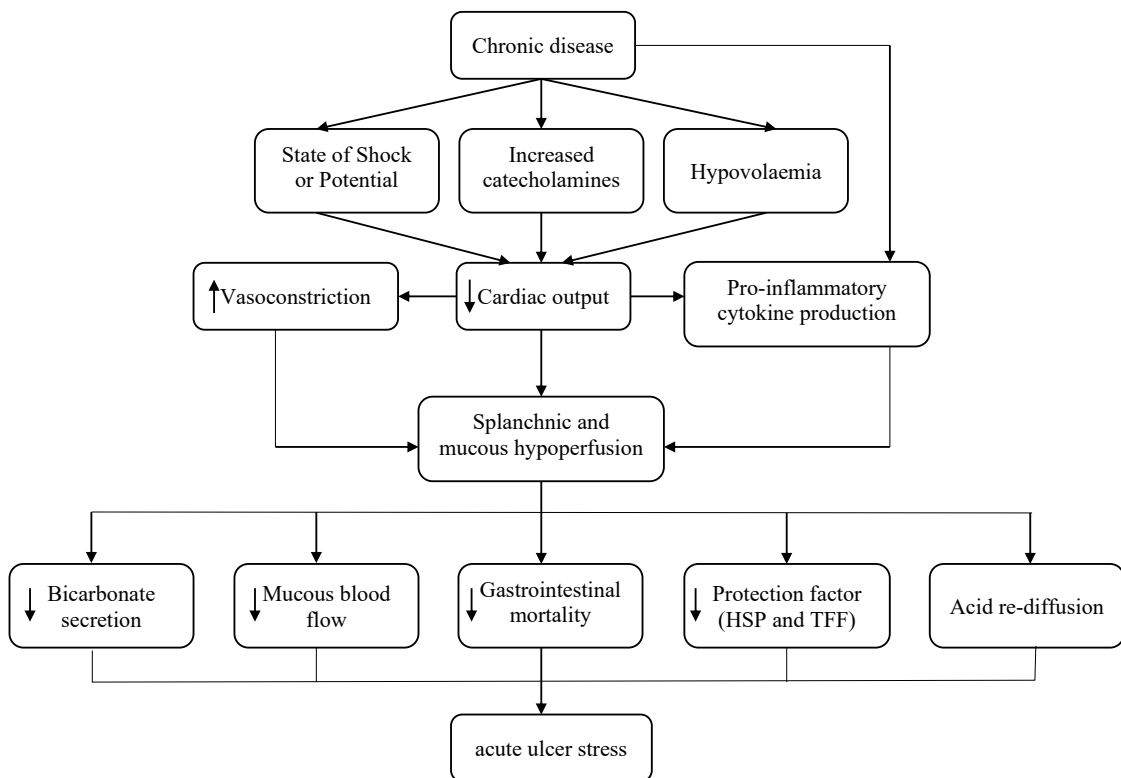 Chronic disease
State of Shock
or Potential
Increased
catecholamines
Hypovolaemia
Vasoconstriction
Cardiac output
Pro-inflammatory
cytokine production
Splanchnic and
mucous hypoperfusion
Bicarbonate
secretion
Mucous blood
flow
Gastrointestinal
mortality
Protection factor
(HSP and TFF)
Acid re-diffusion
acute ulcer stress